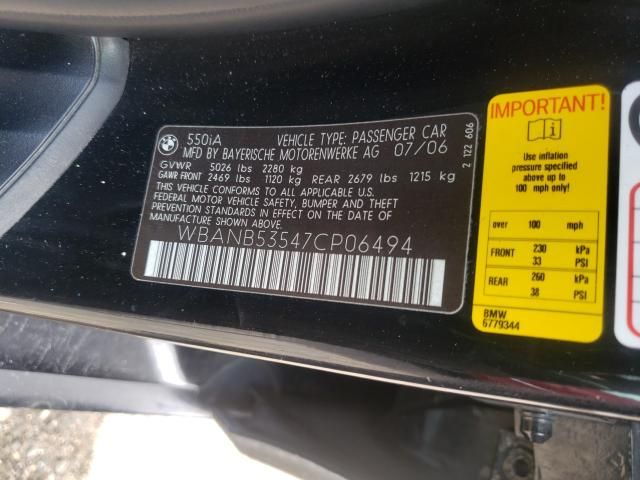 550iA VEHICLE TYPE: PASSENGER CAR
MFD BY BAYERISCHE MOTORENWERKE AG 07/06
GVWR 5026 lbs 2280 kg
GAWR FRONT 2469 lbs 1120 kg REAR 2679 lbs 1215 kg
THIS VEHICLE CONFORMS TO ALL APPLICABLE
FEDERAL MOTOR VEHICLE SAFETY, BUMPER, AND THEFT
PREVENTION STANDARDS IN EFFECT ON THE DATE OF
MANUFACTURE SHOWN ABOVE.
WBANB53547CP06494
2 122 606
IMPORTANT!
Use inflation
pressure specified
above up to
100 mph only!
over 100 mph
FRONT 230 kPa
33 PSI
REAR 260 kPa
38 PSI
BMW
6779344